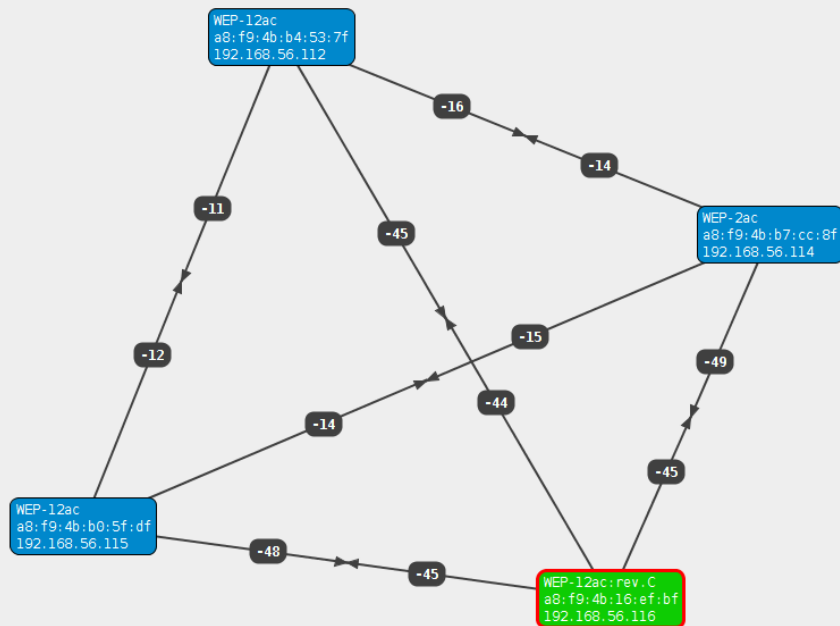 WEP-12ac
a8:f9:4b:b4:53:7f
192.168.56.112
-16
-14
-11
-45
WEP-2ac
a8:f9:4b:b7:cc:8f
192.168.56.114
-15
-12
-49
-44
-14
-45
WEP-12ac
a8:f9:4b:b0:5f:df
192.168.56.115
-48
-45
WEP-12ac:rev.C
a8:f9:4b:16:ef:bf
192.168.56.116